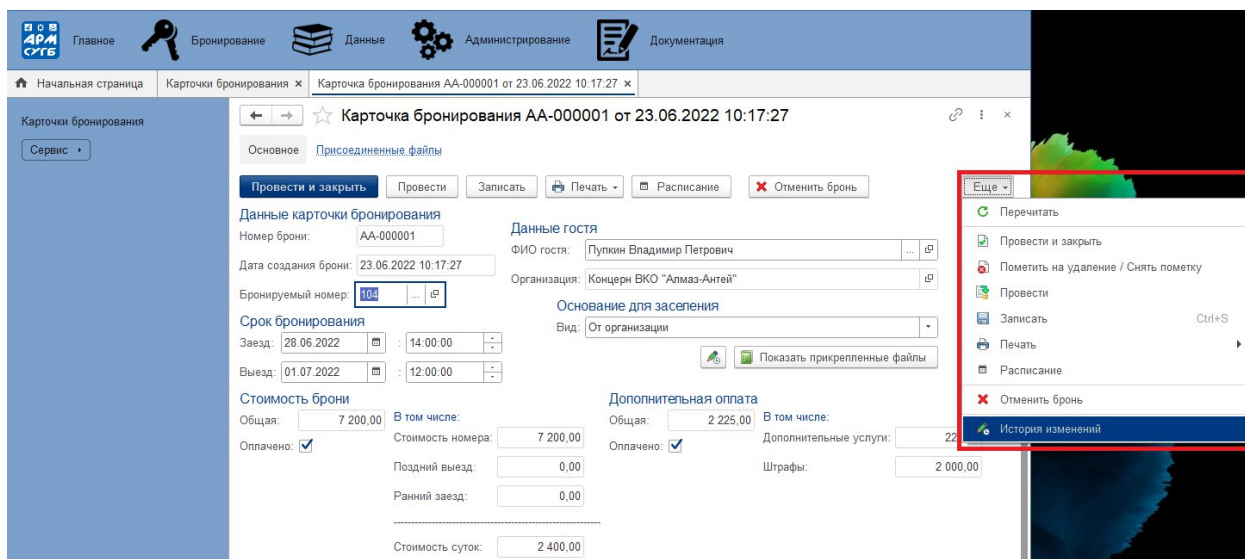 АРМ
СУГБ
Главное
Бронирование
Данные
Администрирование
Документация
Начальная страница
Карточки бронирования ×
Карточка бронирования АА-000001 от 23.06.2022 10:17:27 ×
Карточки бронирования
Сервис
Карточка бронирования АА-000001 от 23.06.2022 10:17:27
Основное Присоединенные файлы
Провести и закрыть Провести Записать Печать Расписание Отменить бронь Еще
Данные карточки бронирования
Номер брони: АА-000001
Дата создания брони: 23.06.2022 10:17:27
Бронируемый номер: 104 ...
Срок бронирования
Заезд: 28.06.2022 : 14:00:00
Выезд: 01.07.2022 : 12:00:00
Данные гостя
ФИО гостя: Пупкин Владимир Петрович ...
Организация: Концерн ВКО "Алмаз-Антей"
Основание для заселения
Вид: От организации
Показать прикрепленные файлы
Стоимость брони
Общая: 7 200,00 В том числе:
Оплачено:
Стоимость номера: 7 200,00
Поздний выезд: 0,00
Ранний заезд: 0,00
Стоимость суток: 2 400,00
Дополнительная оплата
Общая: 2 225,00 В том числе:
Оплачено:
Дополнительные услуги: 22
Штрафы: 2 000,00
Перечитать
Провести и закрыть
Пометить на удаление / Снять пометку
Провести
Записать Ctrl+S
Печать
Расписание
Отменить бронь
История изменений